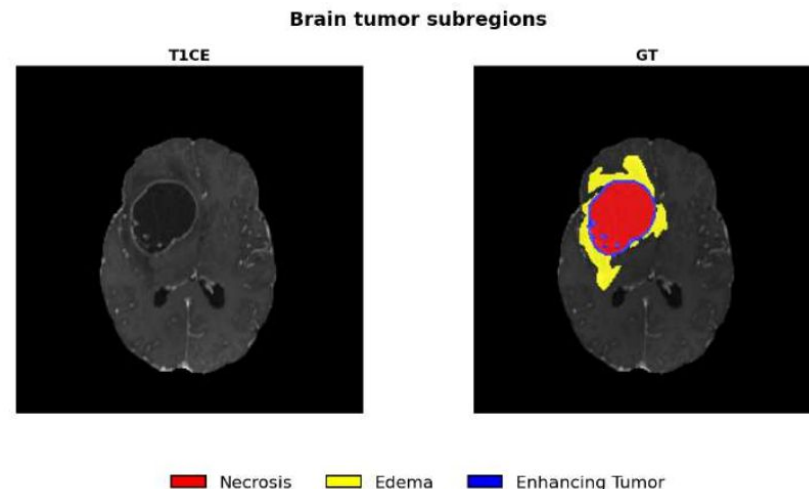 Brain tumor subregions
T1CE
GT
Necrosis
Edema
Enhancing Tumor